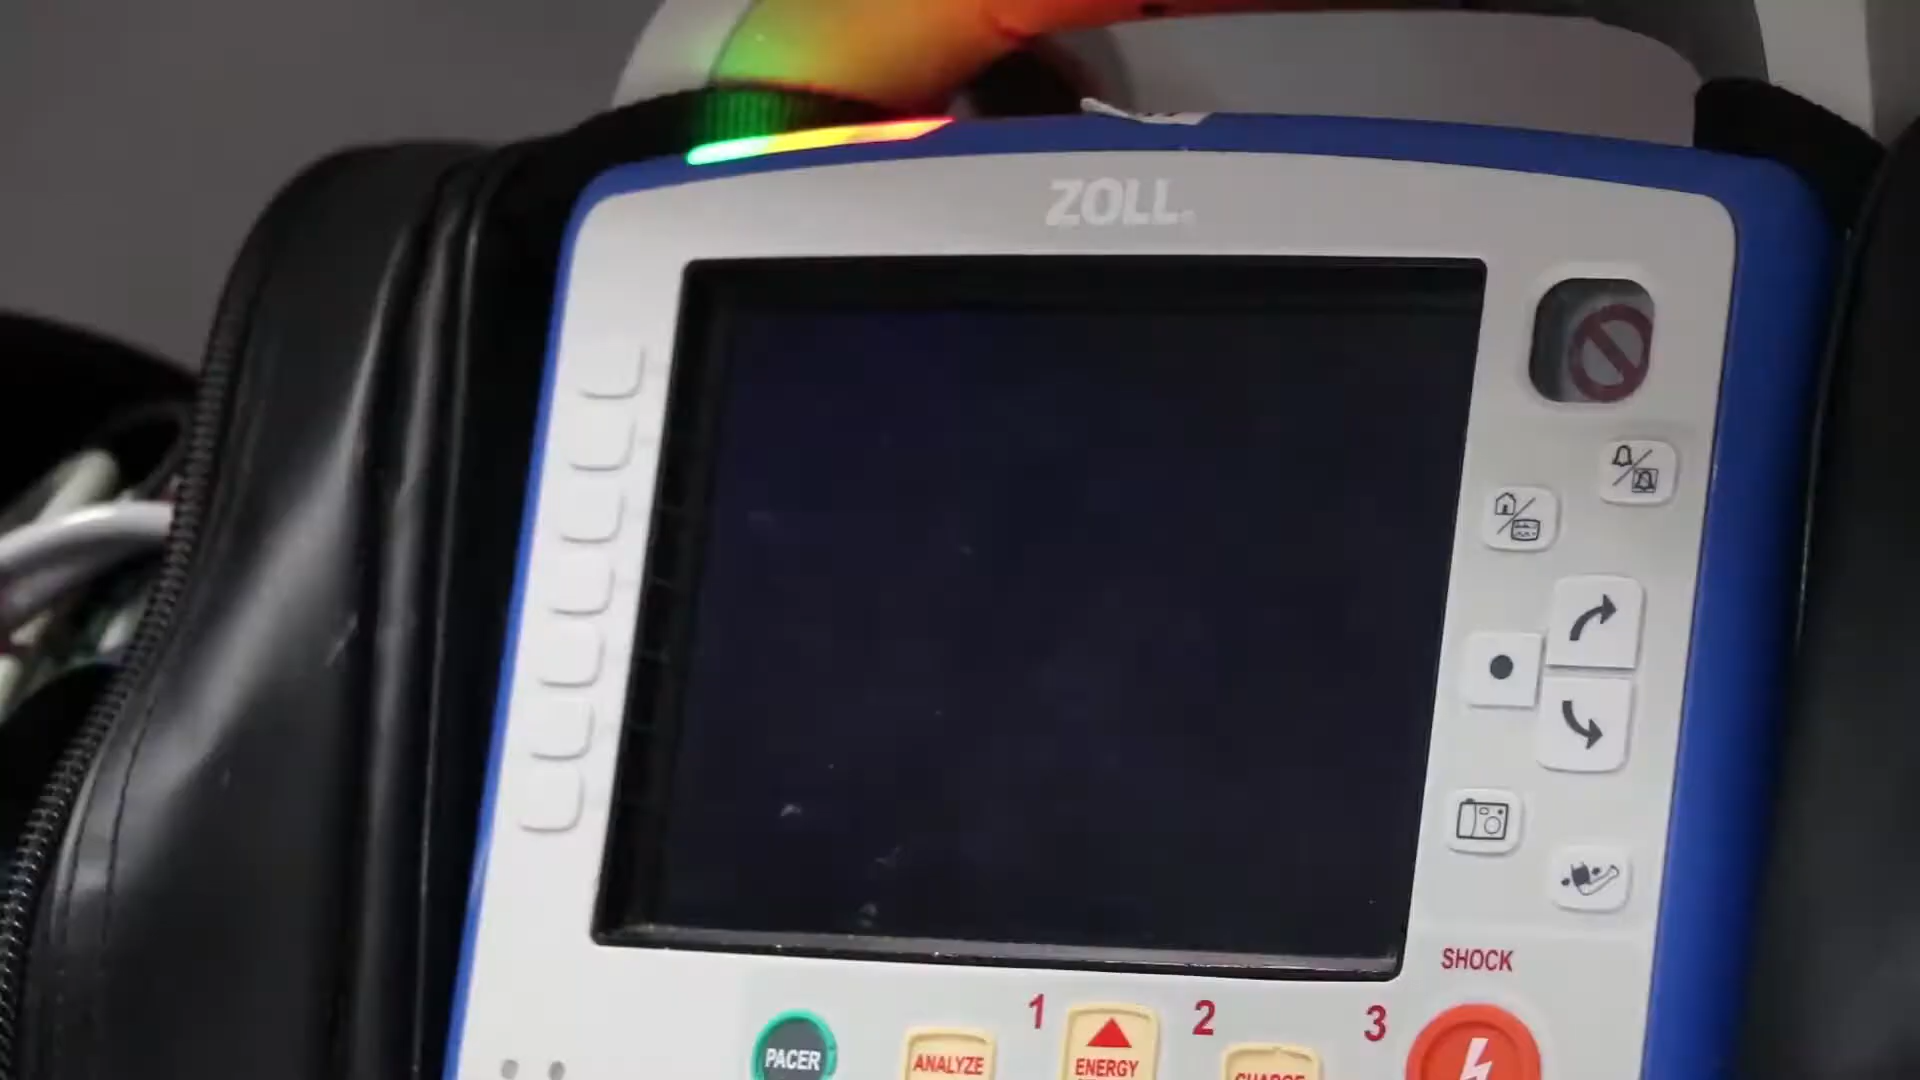 ZOLL
SHOCK
1
2
3
PACER
ANALYZE
ENERGY
CHARGE